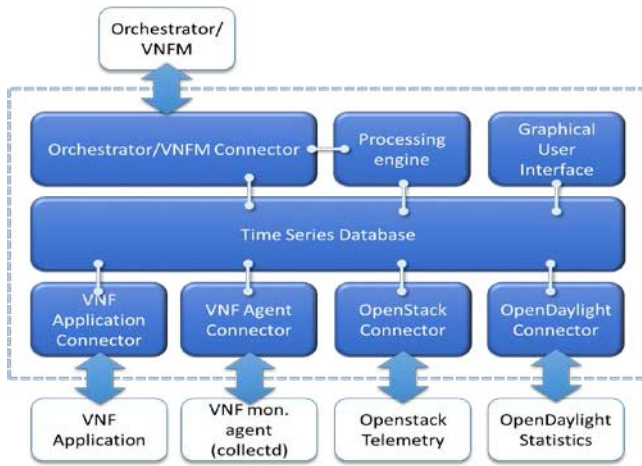 Orchestrator/
VNFM
Orchestrator/VNFM Connector
Processing
engine
Graphical
User
Interface
Time Series Database
VNF
Application
Connector
VNF Agent
Connector
OpenStack
Connector
OpenDaylight
Connector
VNF
Application
VNF mon.
agent
(collectd)
Openstack
Telemetry
OpenDaylight
Statistics